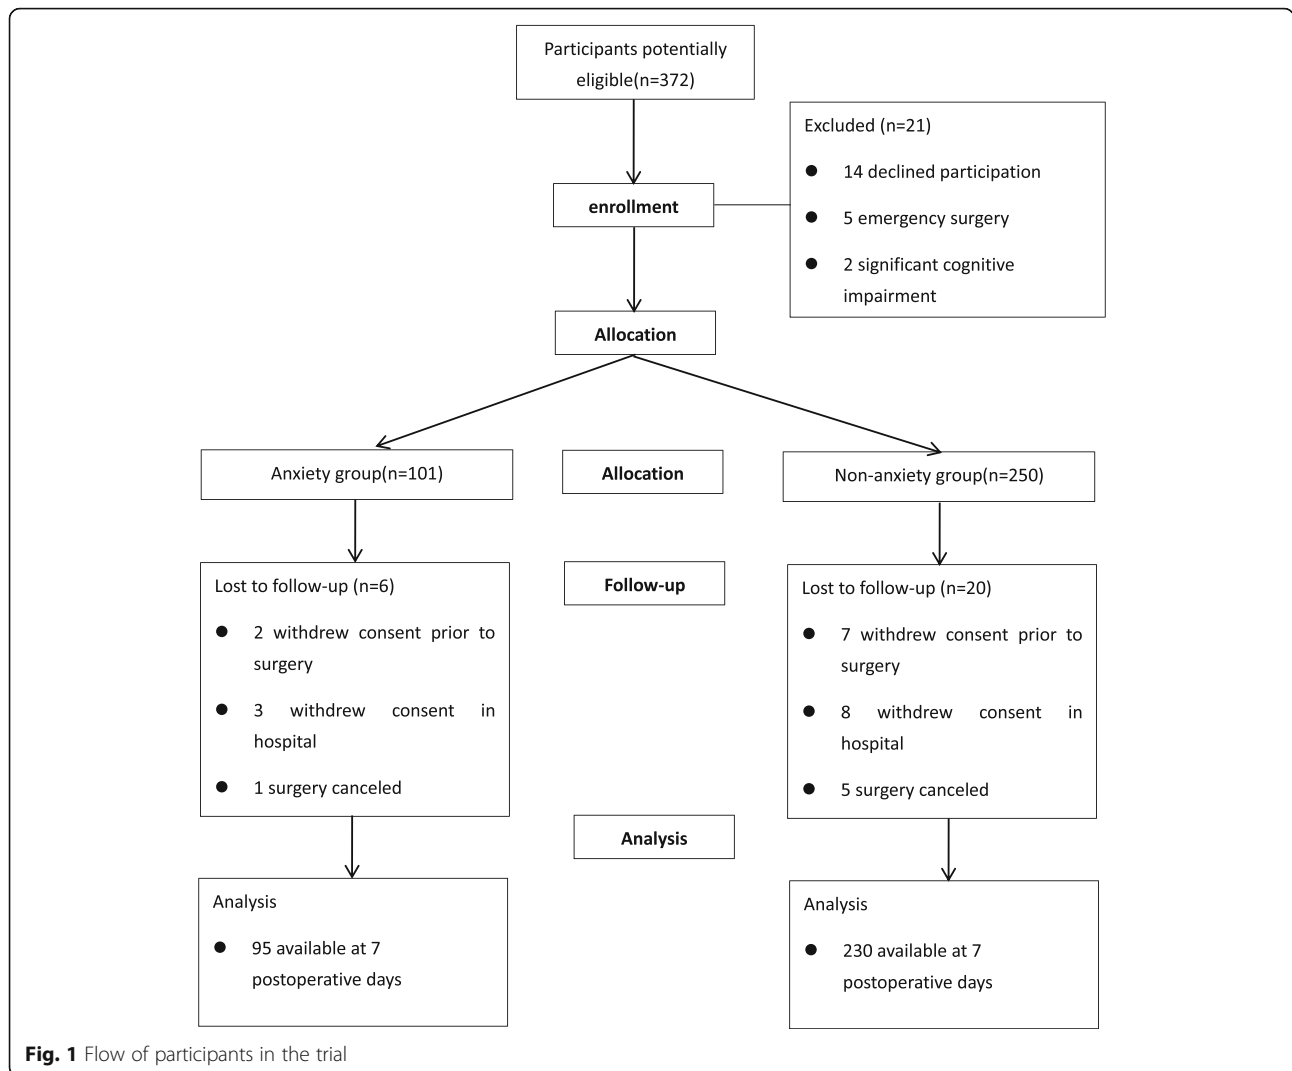 Participants potentially
eligible(n=372)
Excluded (n=21)
● 14 declined participation
● 5 emergency surgery
● 2 significant cognitive
impairment
enrollment
Allocation
Anxiety group(n=101)
Allocation
Non-anxiety group(n=250)
Lost to follow-up (n=6)
● 2 withdrew consent prior to
surgery
● 3 withdrew consent in
hospital
● 1 surgery canceled
Follow-up
Lost to follow-up (n=20)
● 7 withdrew consent prior to
surgery
● 8 withdrew consent in
hospital
● 5 surgery canceled
Analysis
Analysis
● 95 available at 7
postoperative days
Analysis
● 230 available at 7
postoperative days
Fig. 1 Flow of participants in the trial